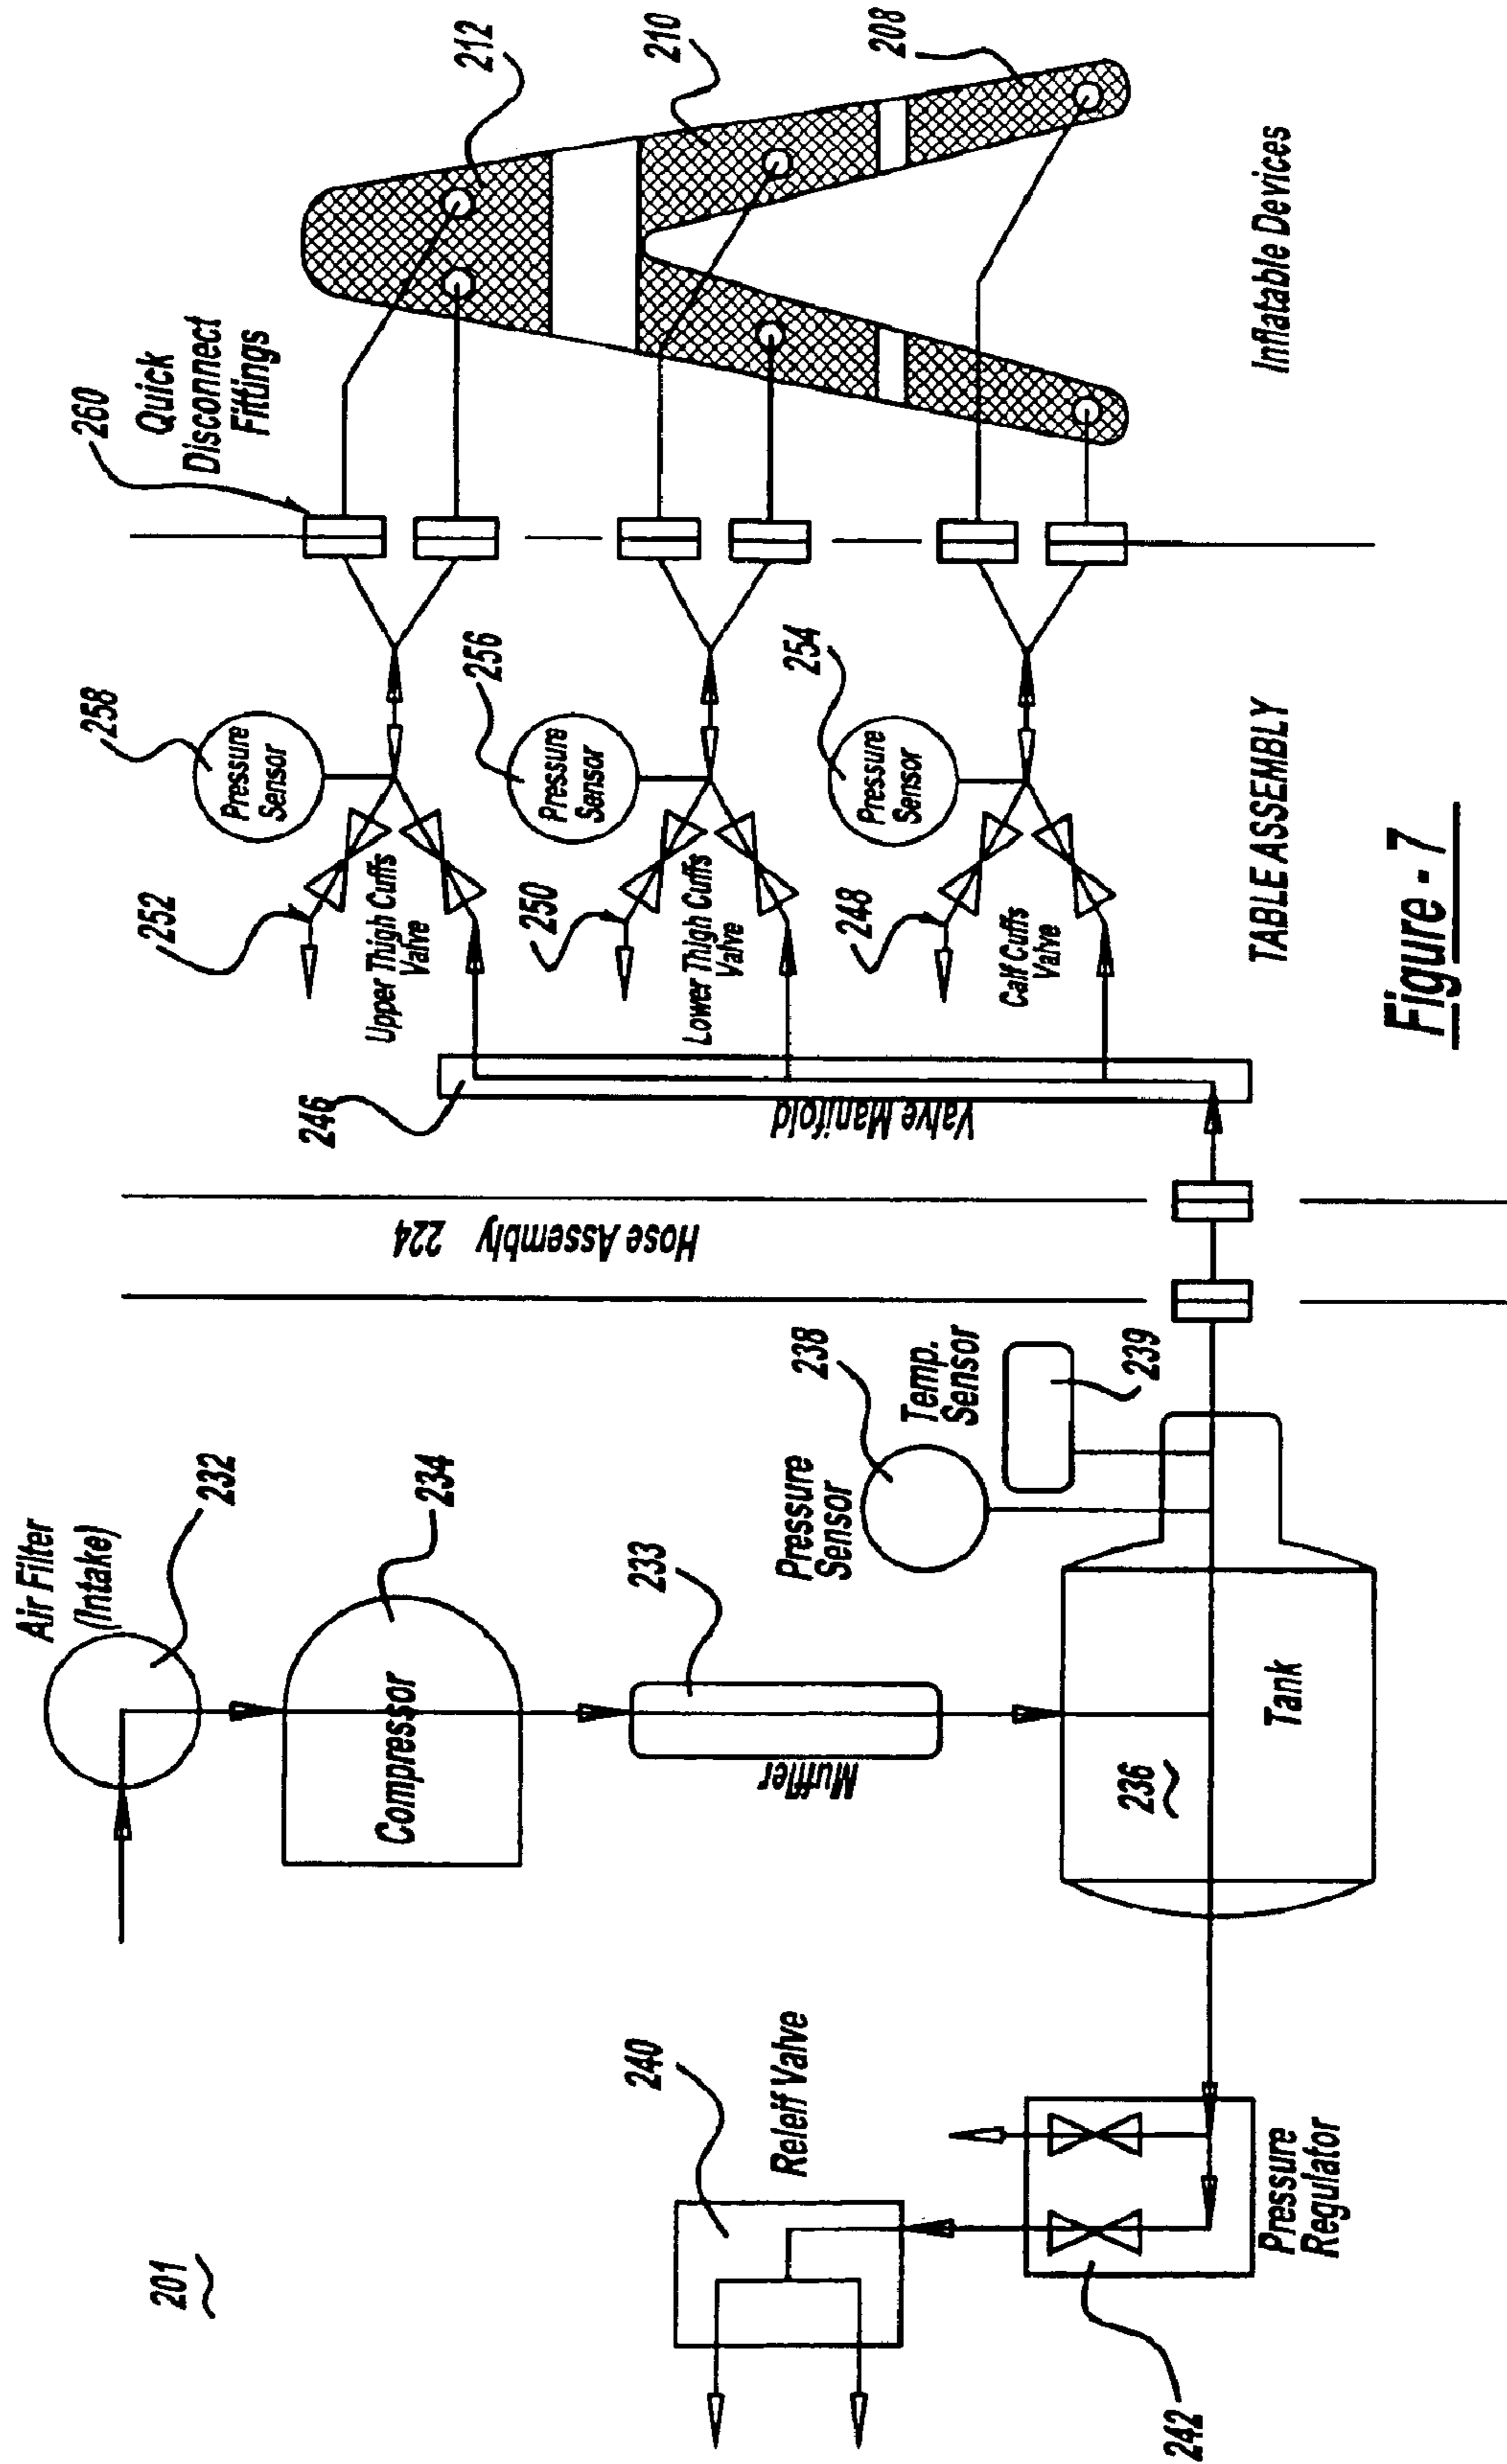 201
Air Filter
(Intake)
232
Compressor
234
Muffler
233
Pressure
Sensor
238
Temp.
Sensor
239
236
Tank
240
Releiff Valve
Pressure
Regulator
242
Hose Assembly 224
246
Valve Manifold
252
Upper Thigh Cuffs
Valve
250
Lower Thigh Cuffs
Valve
248
Calf Cuffs
Valve
258
Pressure
Sensor
256
Pressure
Sensor
254
Pressure
Sensor
260
Quick
Disconnect
Fittings
212
210
208
TABLE ASSEMBLY
Inflatable Devices
Figure - 7